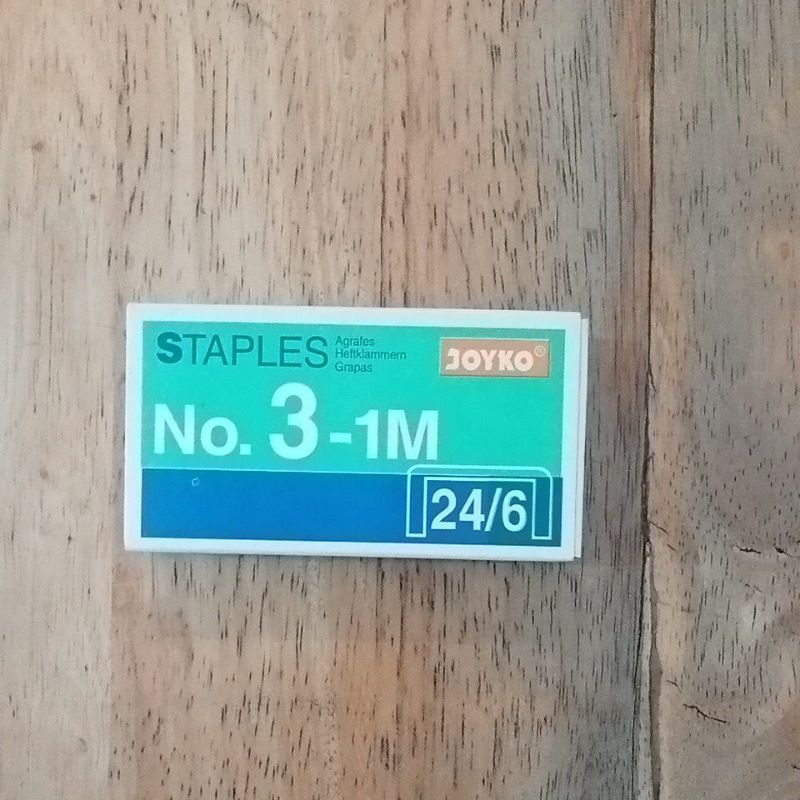 STAPLES
Agrafes
Heftklammern
Grapas
JOYKO®
No. 3-1M
24/6